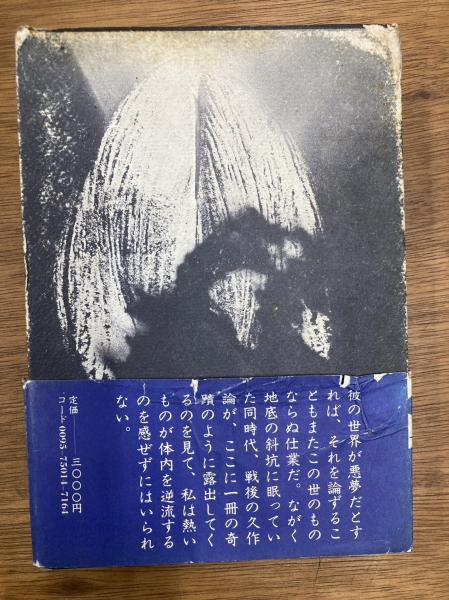 彼の世界が悪夢だとす
れば、それを論ずるこ
ともまたこの世のもの
ならぬ仕業だ。ながく
地底の斜坑に眠ってい
た同時代、戦後の久作
論が、ここに一冊の奇
蹟のように露出してく
るのを見て、私は熱い
ものが体内を逆流する
のを感ぜずにはいられ
ない。
定価──三〇〇〇円
コード 0095-75011-7164